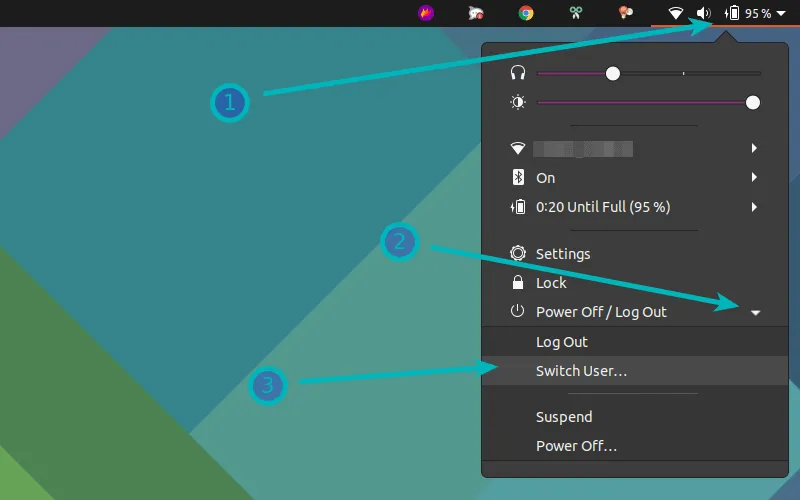 95 %
1
On
0:20 Until Full (95 %)
2
Settings
Lock
Power Off / Log Out
Log Out
3
Switch User...
Suspend
Power Off...